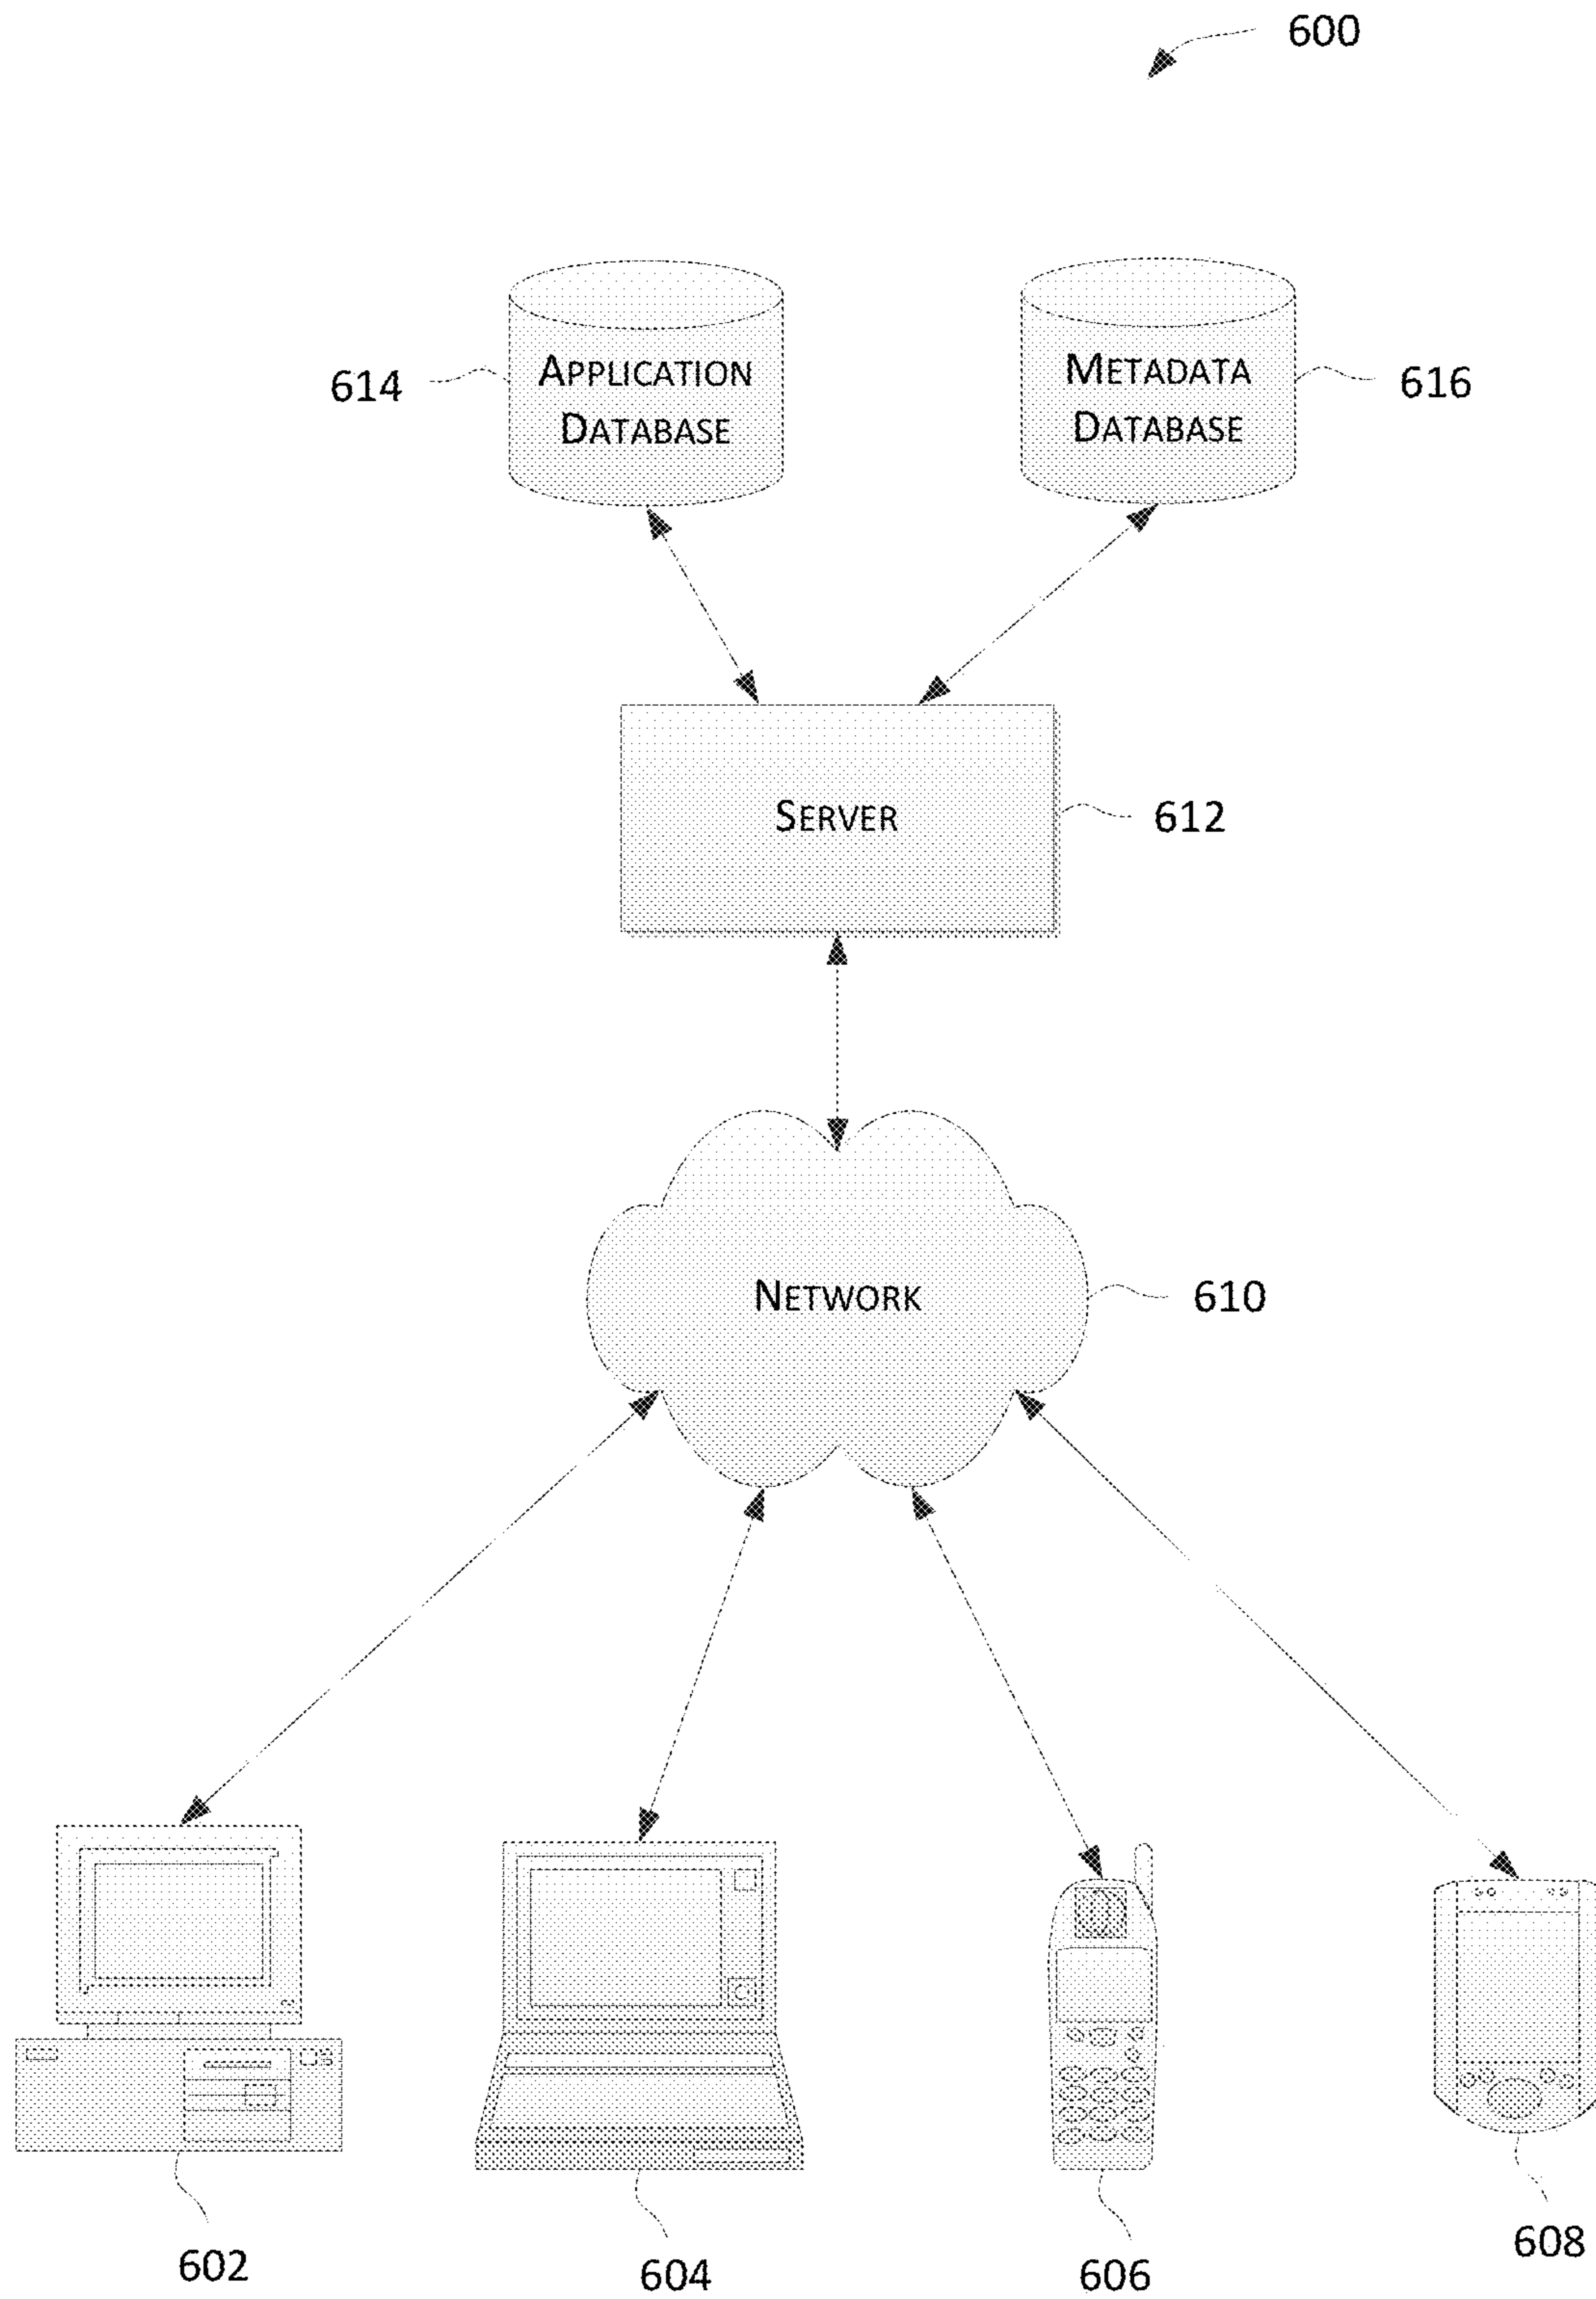 600
614
APPLICATION
DATABASE
METADATA
DATABASE
616
SERVER
612
NETWORK
610
602
604
606
608